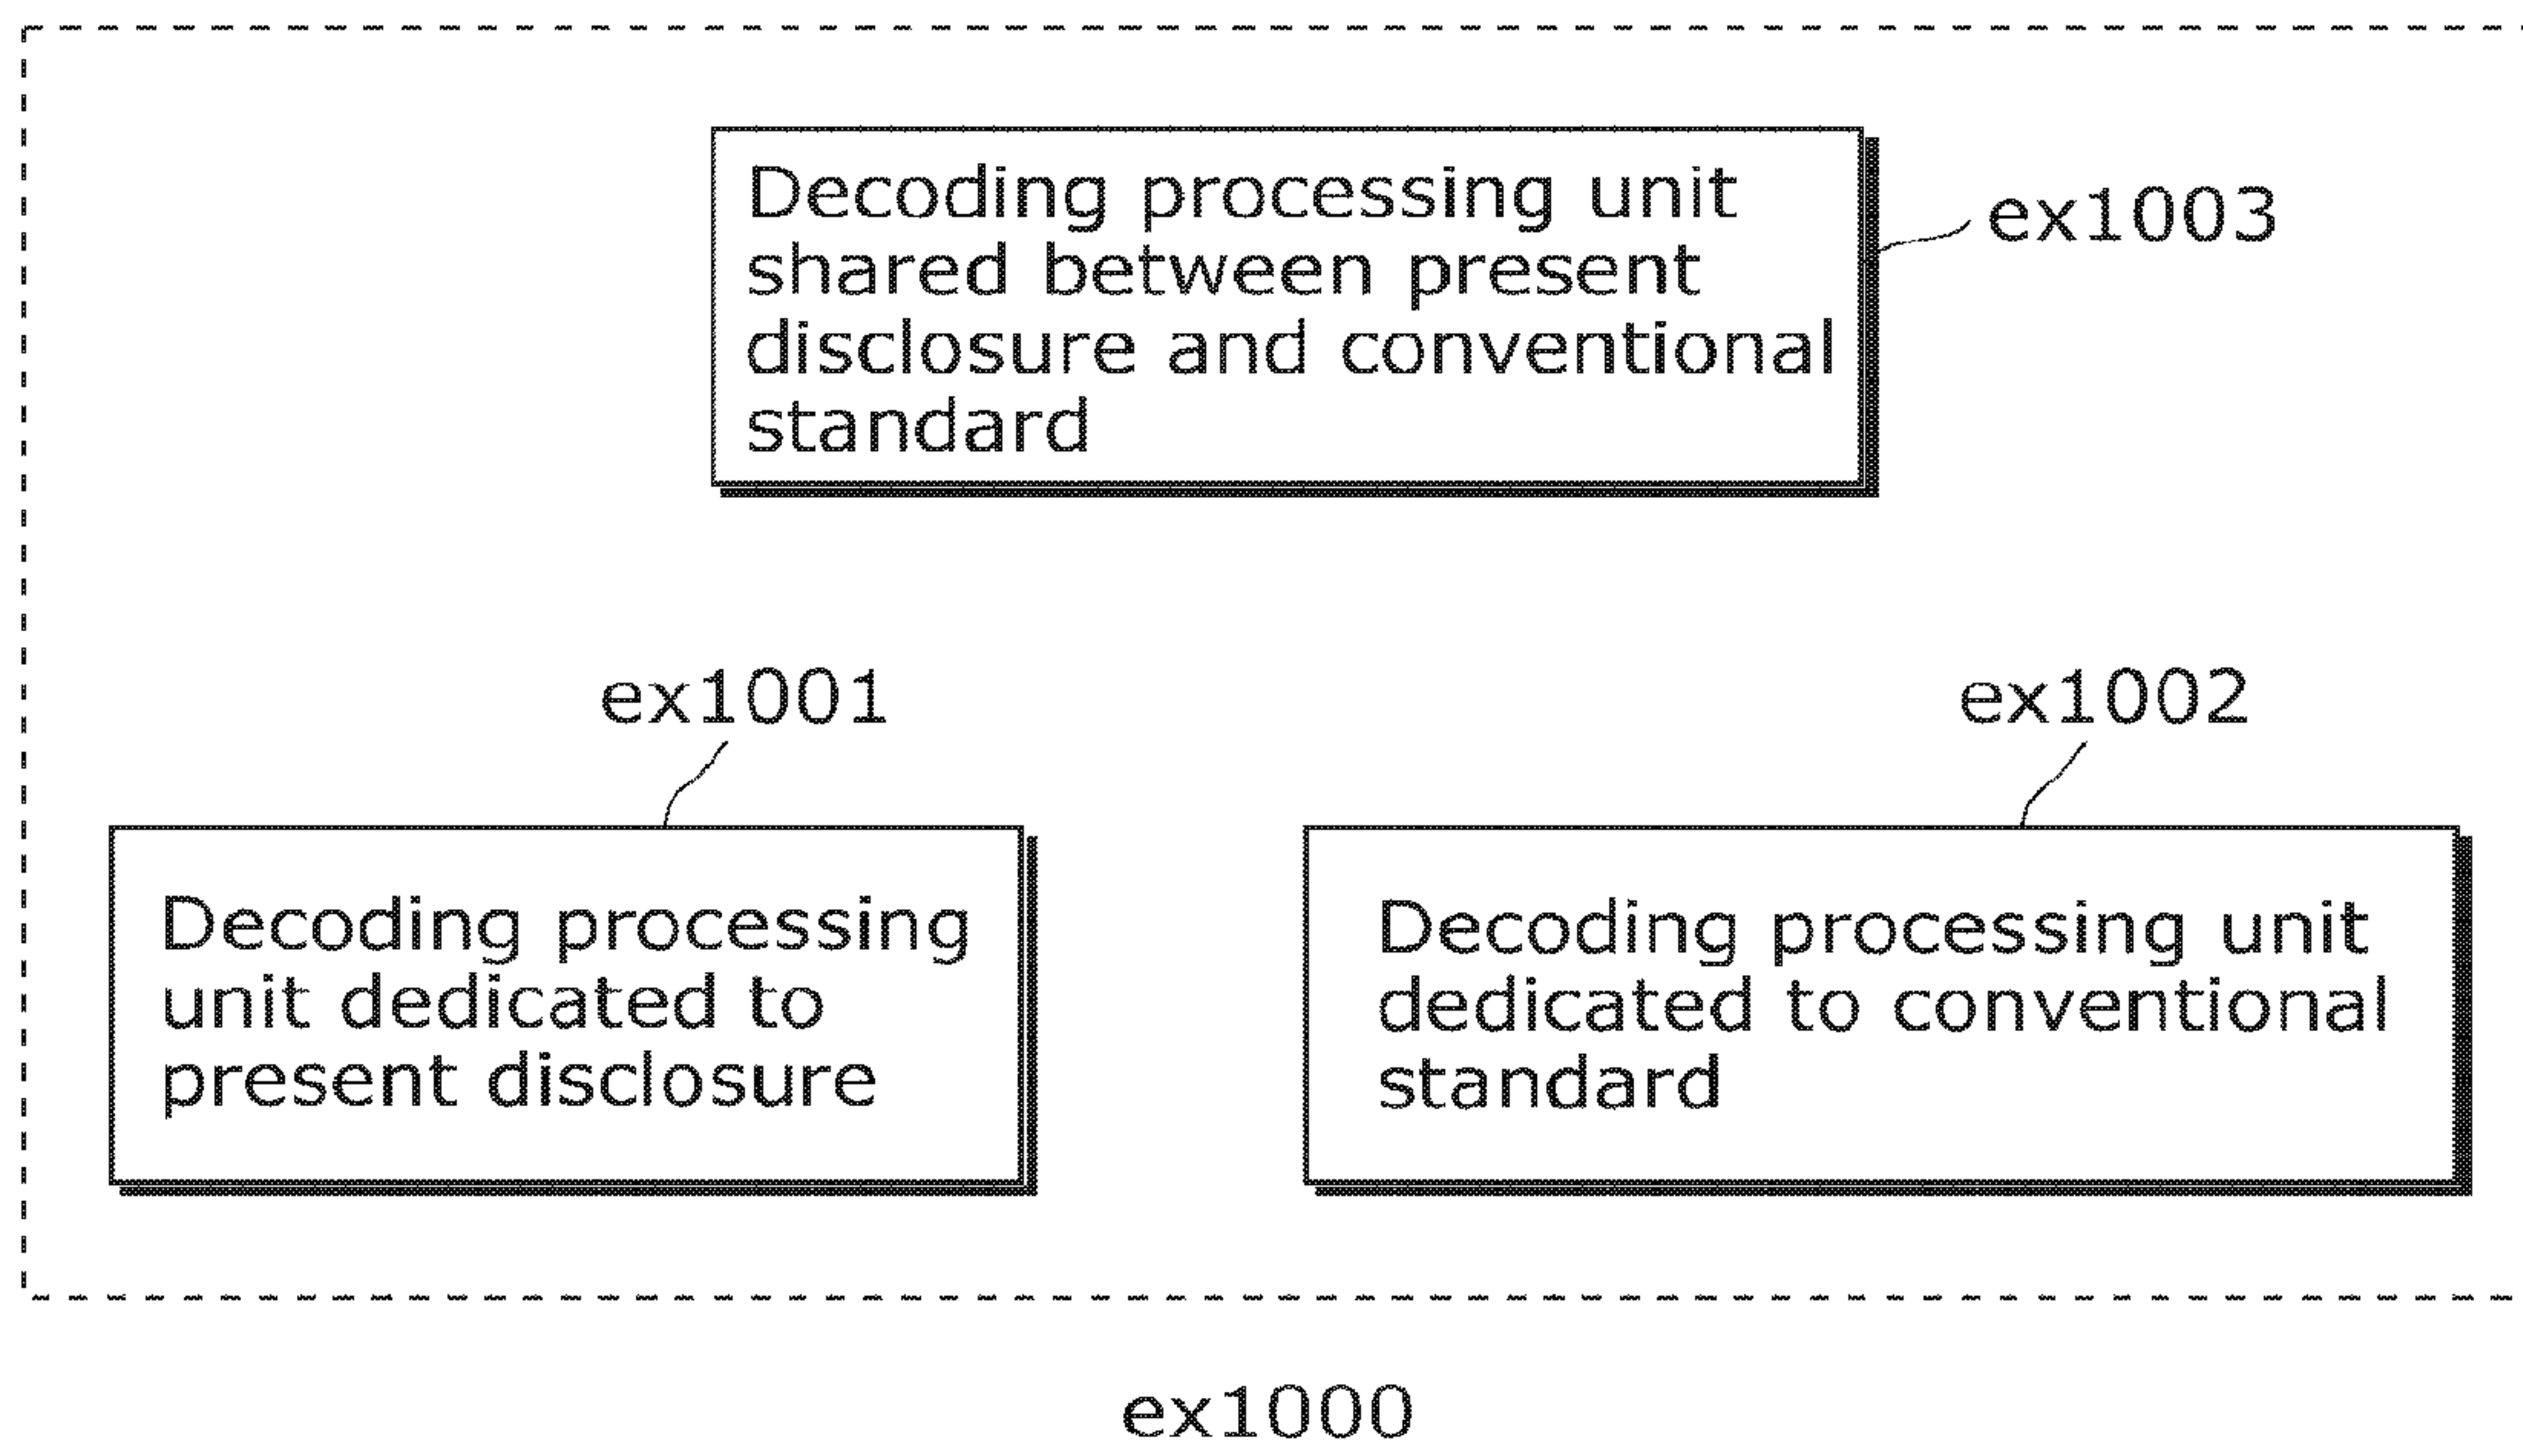 Decoding processing unit
shared between present
disclosure and conventional
standard
ex1003
ex1001
ex1002
Decoding processing
unit dedicated to
present disclosure
Decoding processing unit
dedicated to conventional
standard
ex1000